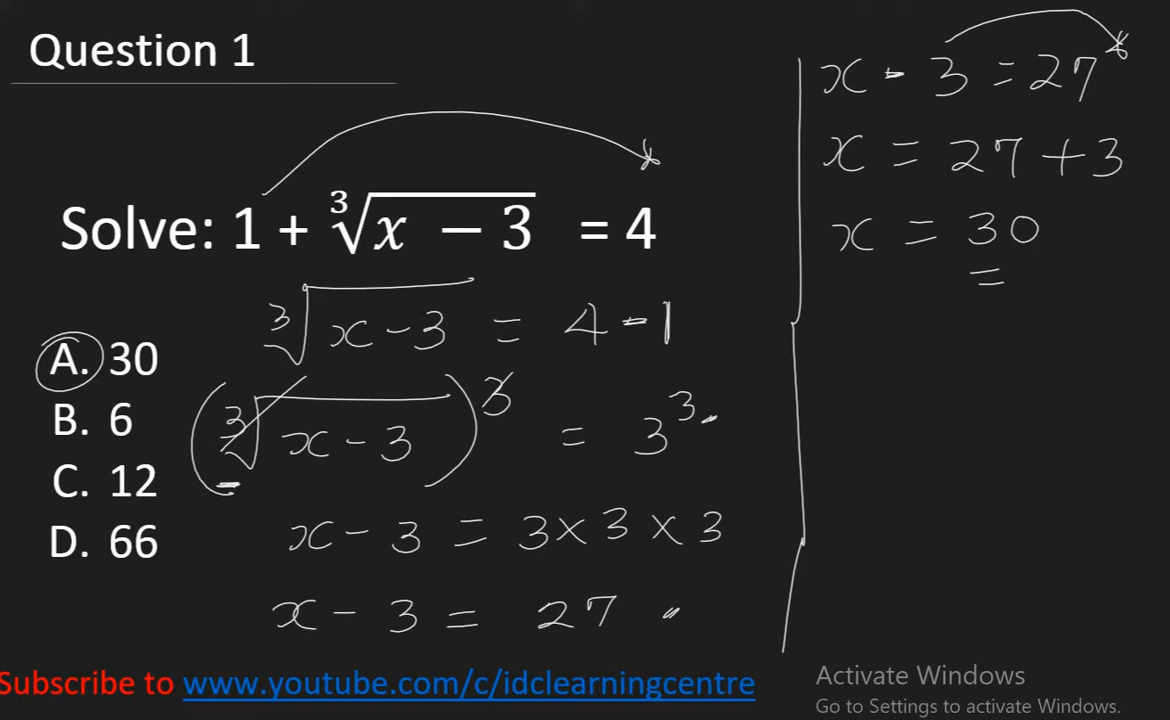 Question 1
Solve: 1 + ∛(x − 3) = 4
∛(x − 3) = 4 - 1
A. 30
(∛(x − 3))³ = 3³
B. 6
C. 12
x − 3 = 3 × 3 × 3
D. 66
x − 3 = 27
x - 3 = 27
x = 27 + 3
x = 30
Subscribe to www.youtube.com/c/idclearningcentre
Activate Windows
Go to Settings to activate Windows.